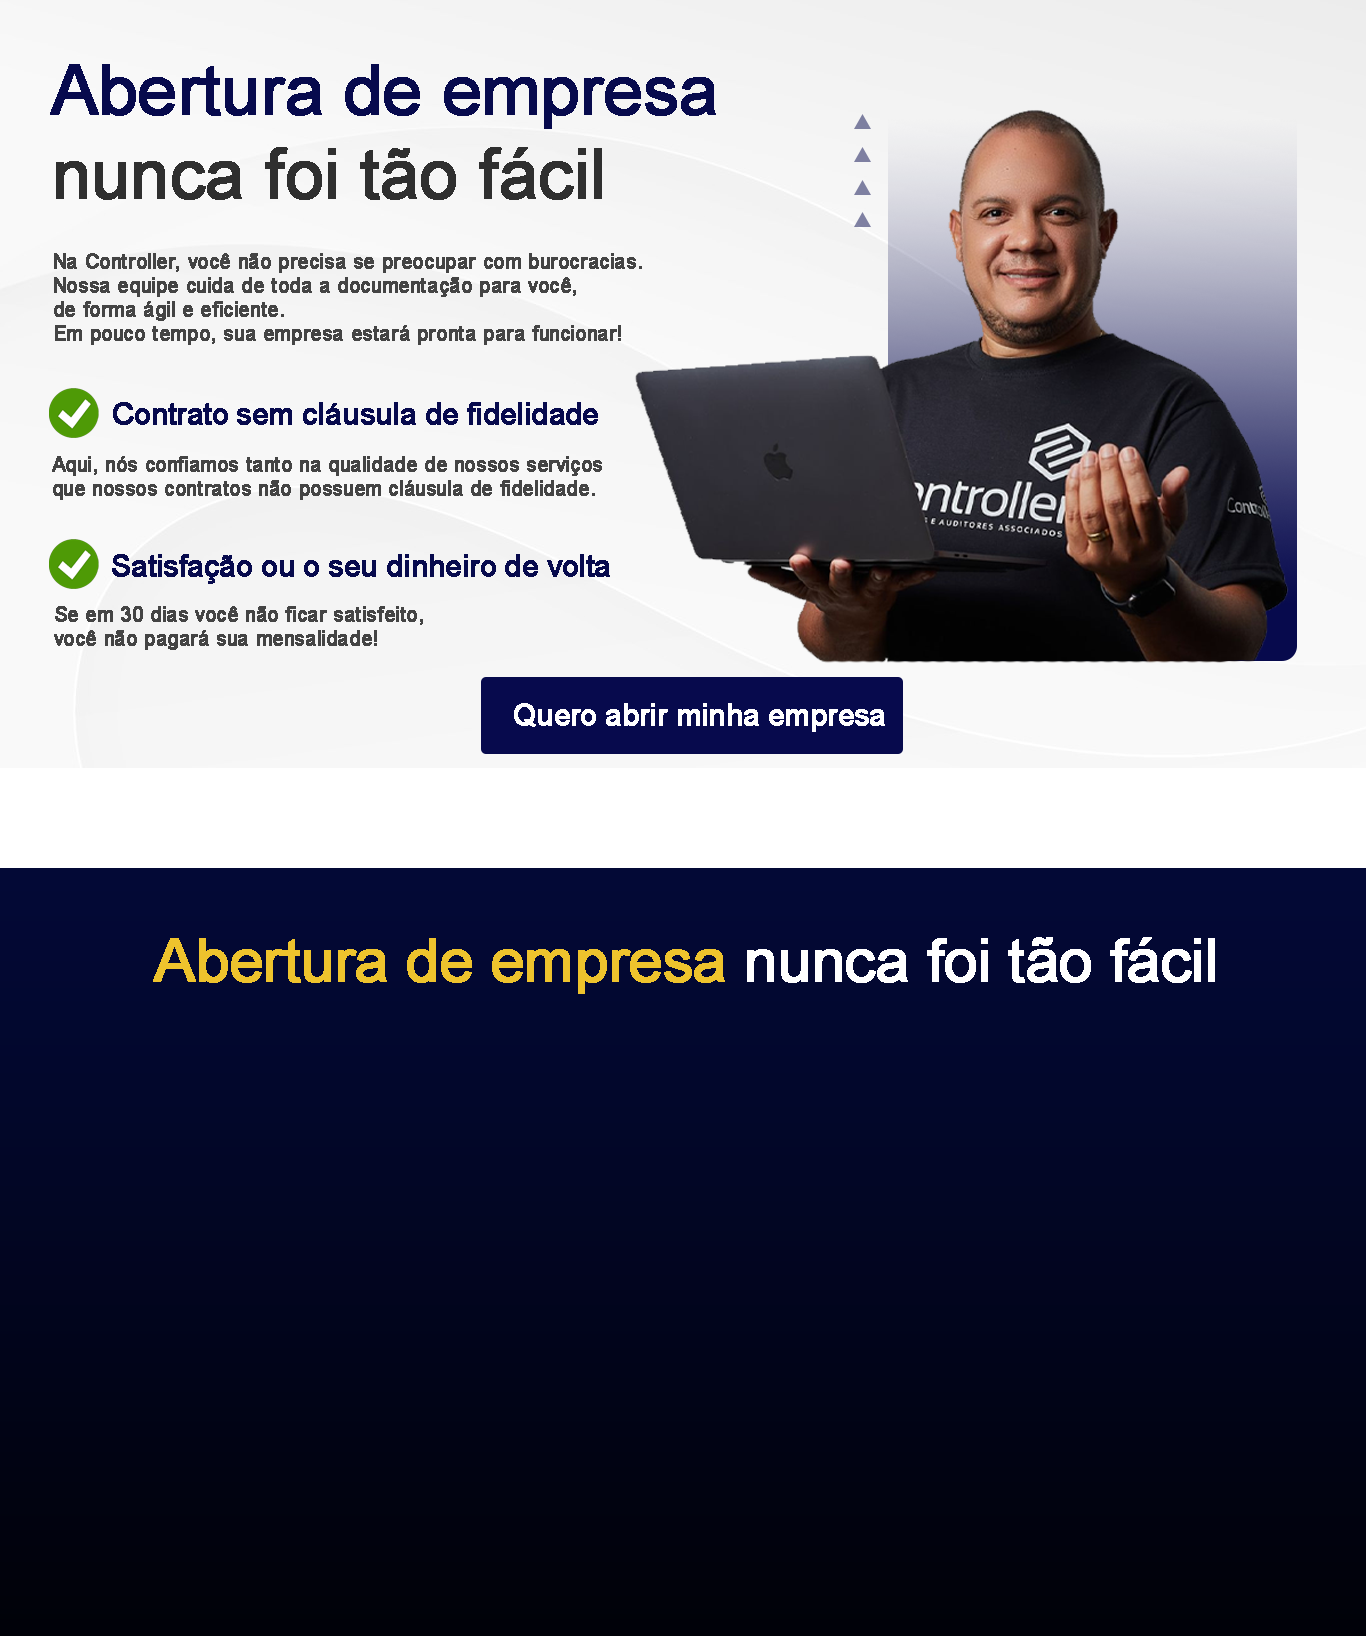 Abertura de empresa
nunca foi tão fácil
Na Controller, você não precisa se preocupar com burocracias.
Nossa equipe cuida de toda a documentação para você,
de forma ágil e eficiente.
Em pouco tempo, sua empresa estará pronta para funcionar!
Contrato sem cláusula de fidelidade
Aqui, nós confiamos tanto na qualidade de nossos serviços
que nossos contratos não possuem cláusula de fidelidade.
Satisfação ou o seu dinheiro de volta
Se em 30 dias você não ficar satisfeito,
você não pagará sua mensalidade!
ontroller
S E AUDITORES ASSOCIADOS
Quero abrir minha empresa
Abertura de empresa nunca foi tão fácil